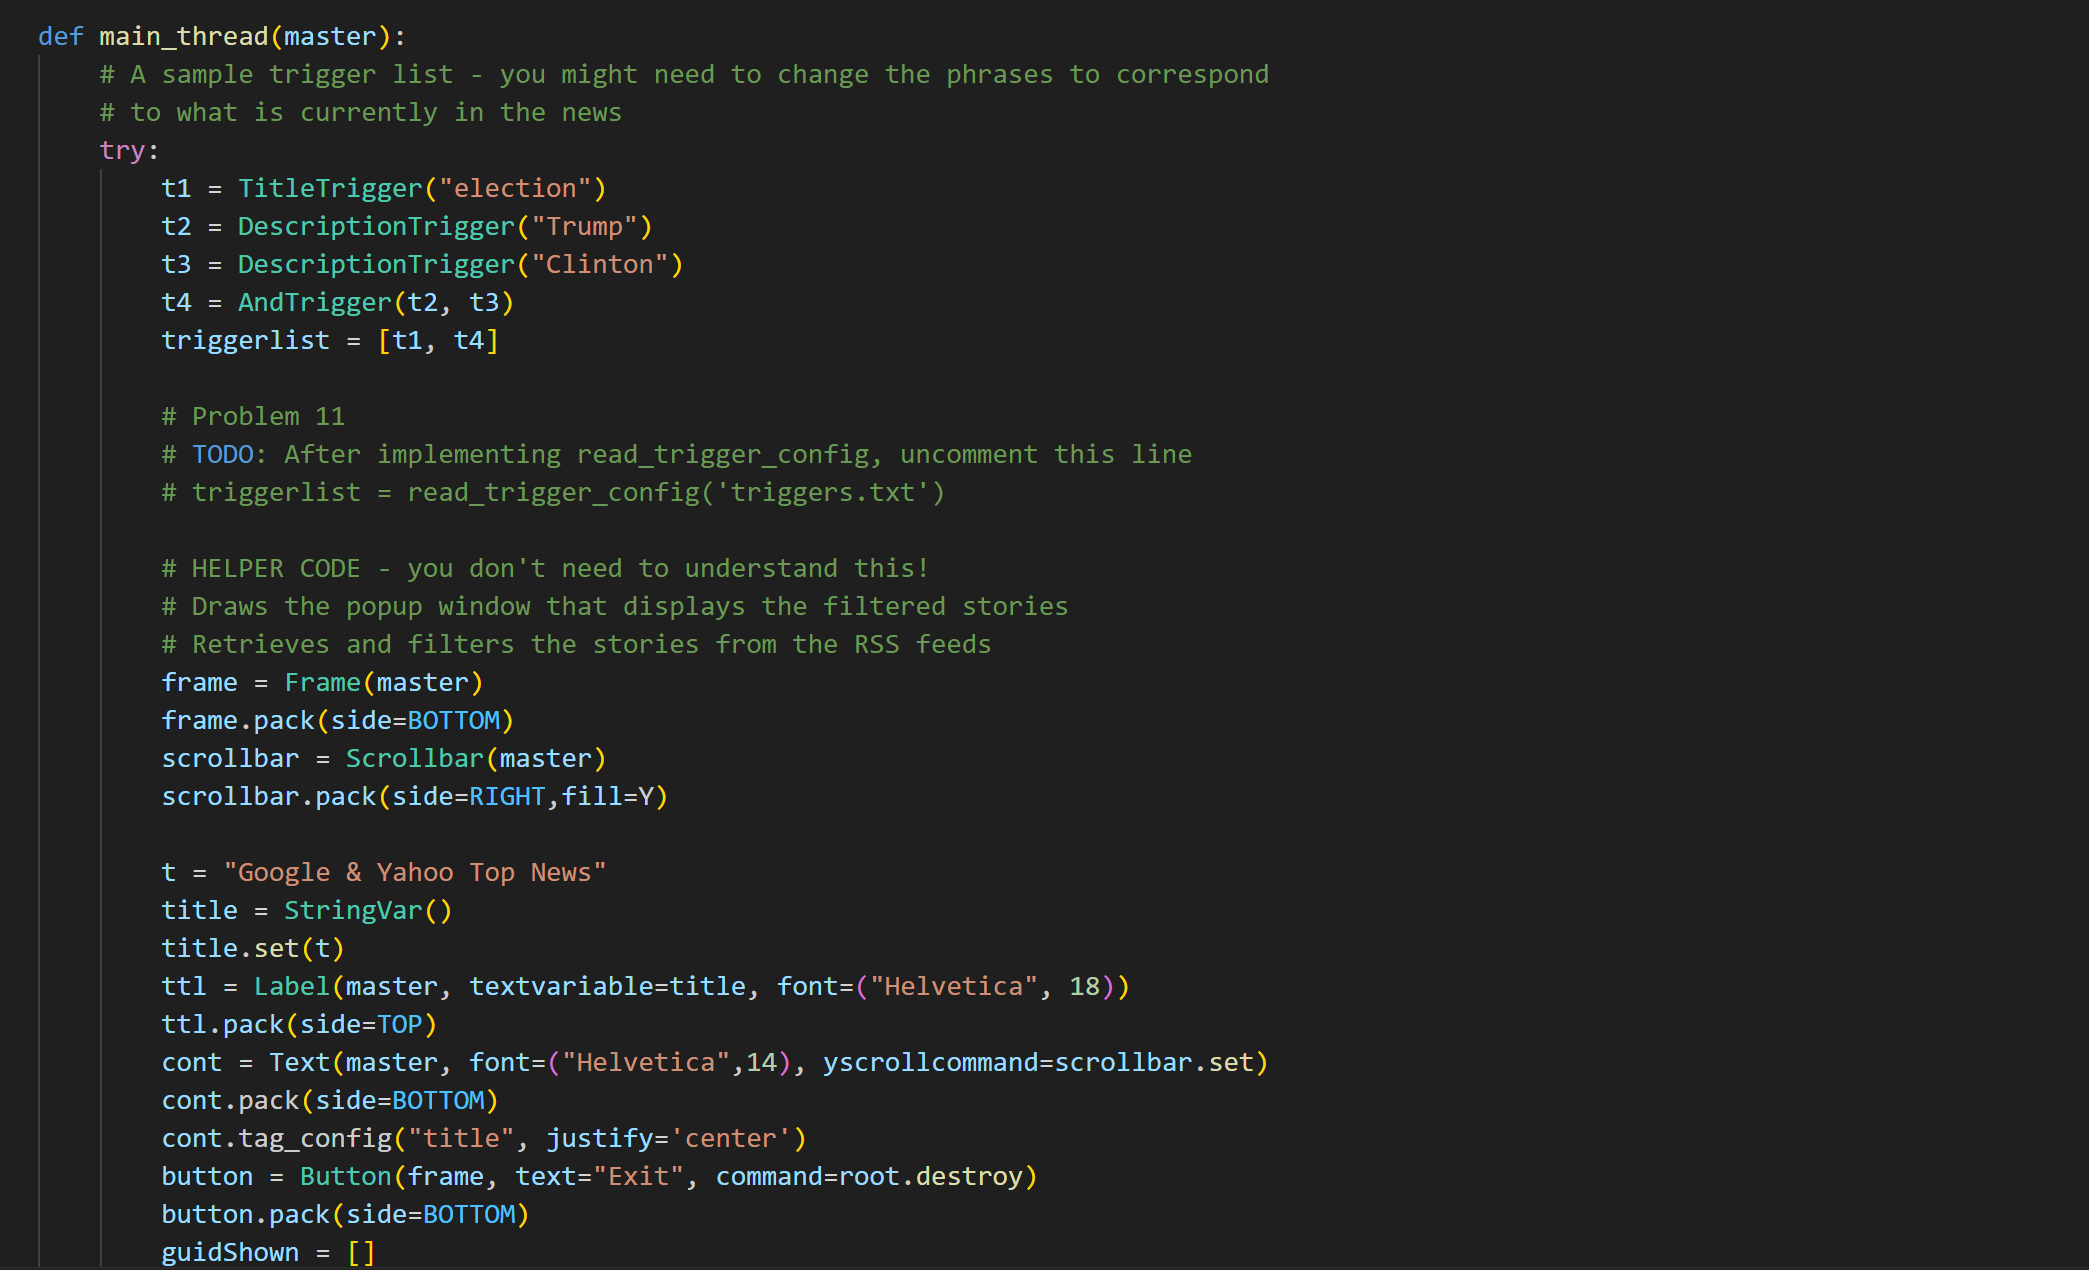 def main_thread(master):
    # A sample trigger list - you might need to change the phrases to correspond
    # to what is currently in the news
    try:
        t1 = TitleTrigger("election")
        t2 = DescriptionTrigger("Trump")
        t3 = DescriptionTrigger("Clinton")
        t4 = AndTrigger(t2, t3)
        triggerlist = [t1, t4]

        # Problem 11
        # TODO: After implementing read_trigger_config, uncomment this line
        # triggerlist = read_trigger_config('triggers.txt')

        # HELPER CODE - you don't need to understand this!
        # Draws the popup window that displays the filtered stories
        # Retrieves and filters the stories from the RSS feeds
        frame = Frame(master)
        frame.pack(side=BOTTOM)
        scrollbar = Scrollbar(master)
        scrollbar.pack(side=RIGHT,fill=Y)

        t = "Google & Yahoo Top News"
        title = StringVar()
        title.set(t)
        ttl = Label(master, textvariable=title, font=("Helvetica", 18))
        ttl.pack(side=TOP)
        cont = Text(master, font=("Helvetica",14), yscrollcommand=scrollbar.set)
        cont.pack(side=BOTTOM)
        cont.tag_config("title", justify='center')
        button = Button(frame, text="Exit", command=root.destroy)
        button.pack(side=BOTTOM)
        guidShown = []